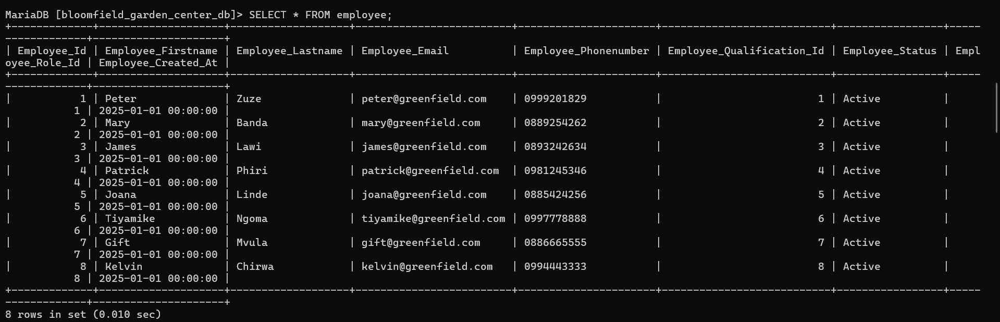 MariaDB [bloomfield_garden_center_db]> SELECT * FROM employee;
+-------------+--------------------+-------------------+-------------------------+----------------------+---------------------------+-----------------+-----
-------------+---------------------+
| Employee_Id | Employee_Firstname | Employee_Lastname | Employee_Email          | Employee_Phonenumber | Employee_Qualification_Id | Employee_Status | Empl
oyee_Role_Id | Employee_Created_At |
+-------------+--------------------+-------------------+-------------------------+----------------------+---------------------------+-----------------+-----
-------------+---------------------+
|           1 | Peter              | Zuze              | peter@greenfield.com    | 0999201829           |                         1 | Active          |
           1 | 2025-01-01 00:00:00 |
|           2 | Mary               | Banda             | mary@greenfield.com     | 0889254262           |                         2 | Active          |
           2 | 2025-01-01 00:00:00 |
|           3 | James              | Lawi              | james@greenfield.com    | 0893242634           |                         3 | Active          |
           3 | 2025-01-01 00:00:00 |
|           4 | Patrick            | Phiri             | patrick@greenfield.com  | 0981245346           |                         4 | Active          |
           4 | 2025-01-01 00:00:00 |
|           5 | Joana              | Linde             | joana@greenfield.com    | 0885424256           |                         5 | Active          |
           5 | 2025-01-01 00:00:00 |
|           6 | Tiyamike           | Ngoma             | tiyamike@greenfield.com | 0997778888           |                         6 | Active          |
           6 | 2025-01-01 00:00:00 |
|           7 | Gift               | Mvula             | gift@greenfield.com     | 0886665555           |                         7 | Active          |
           7 | 2025-01-01 00:00:00 |
|           8 | Kelvin             | Chirwa            | kelvin@greenfield.com   | 0994443333           |                         8 | Active          |
           8 | 2025-01-01 00:00:00 |
+-------------+--------------------+-------------------+-------------------------+----------------------+---------------------------+-----------------+-----
-------------+---------------------+
8 rows in set (0.010 sec)